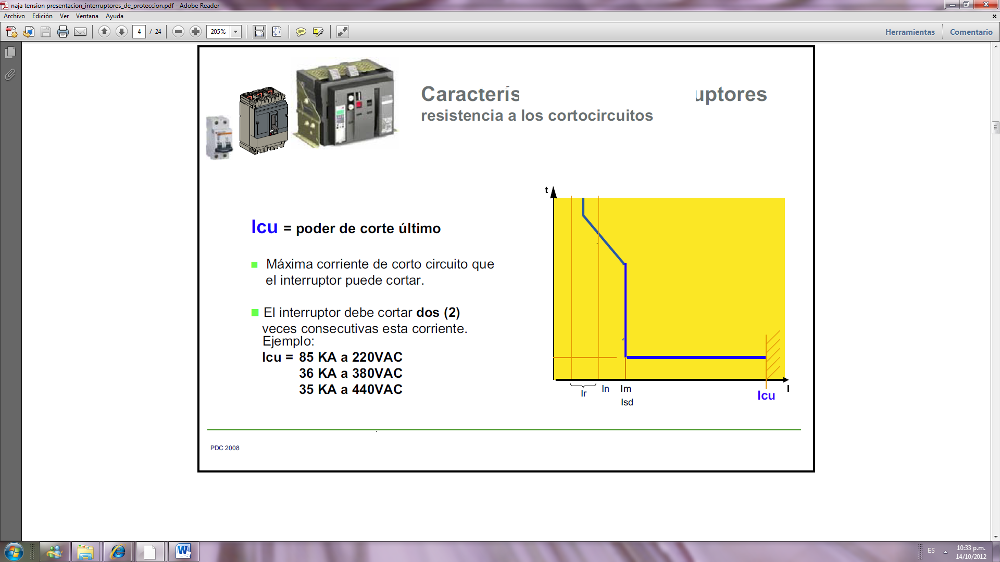 naja tension presentacion_interruptores_de_proteccion.pdf - Adobe Reader
Archivo Edición Ver Ventana Ayuda
4 / 24 205% Herramientas Comentario
Caracterís uptores
resistencia a los cortocircuitos
t
Icu = poder de corte último
Máxima corriente de corto circuito que
el interruptor puede cortar.
El interruptor debe cortar dos (2)
veces consecutivas esta corriente.
Ejemplo:
Icu = 85 KA a 220VAC
36 KA a 380VAC
35 KA a 440VAC
Ir In Im I
Isd
Icu
PDC 2008
ES 10:33 p.m.
14/10/2012